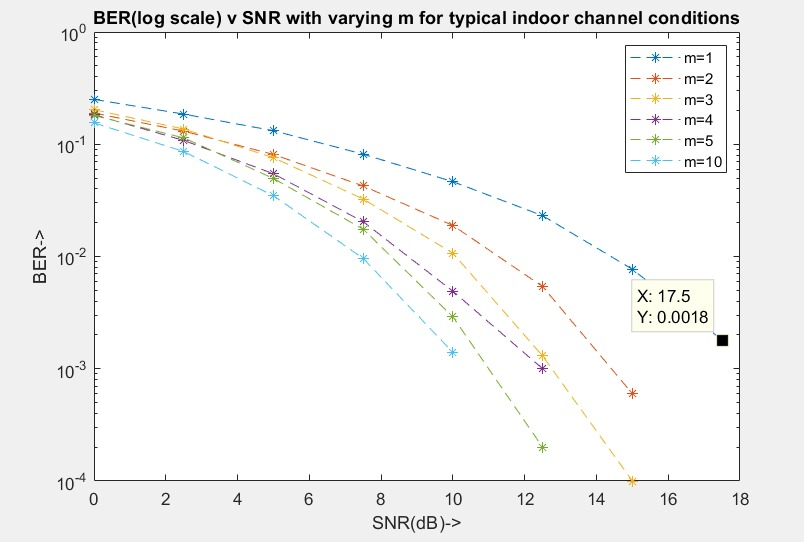 BER(log scale) v SNR with varying m for typical indoor channel conditions
10^0
10^-1
10^-2
10^-3
10^-4
BER->
m=1
m=2
m=3
m=4
m=5
m=10
X: 17.5
Y: 0.0018
0 2 4 6 8 10 12 14 16 18
SNR(dB)->